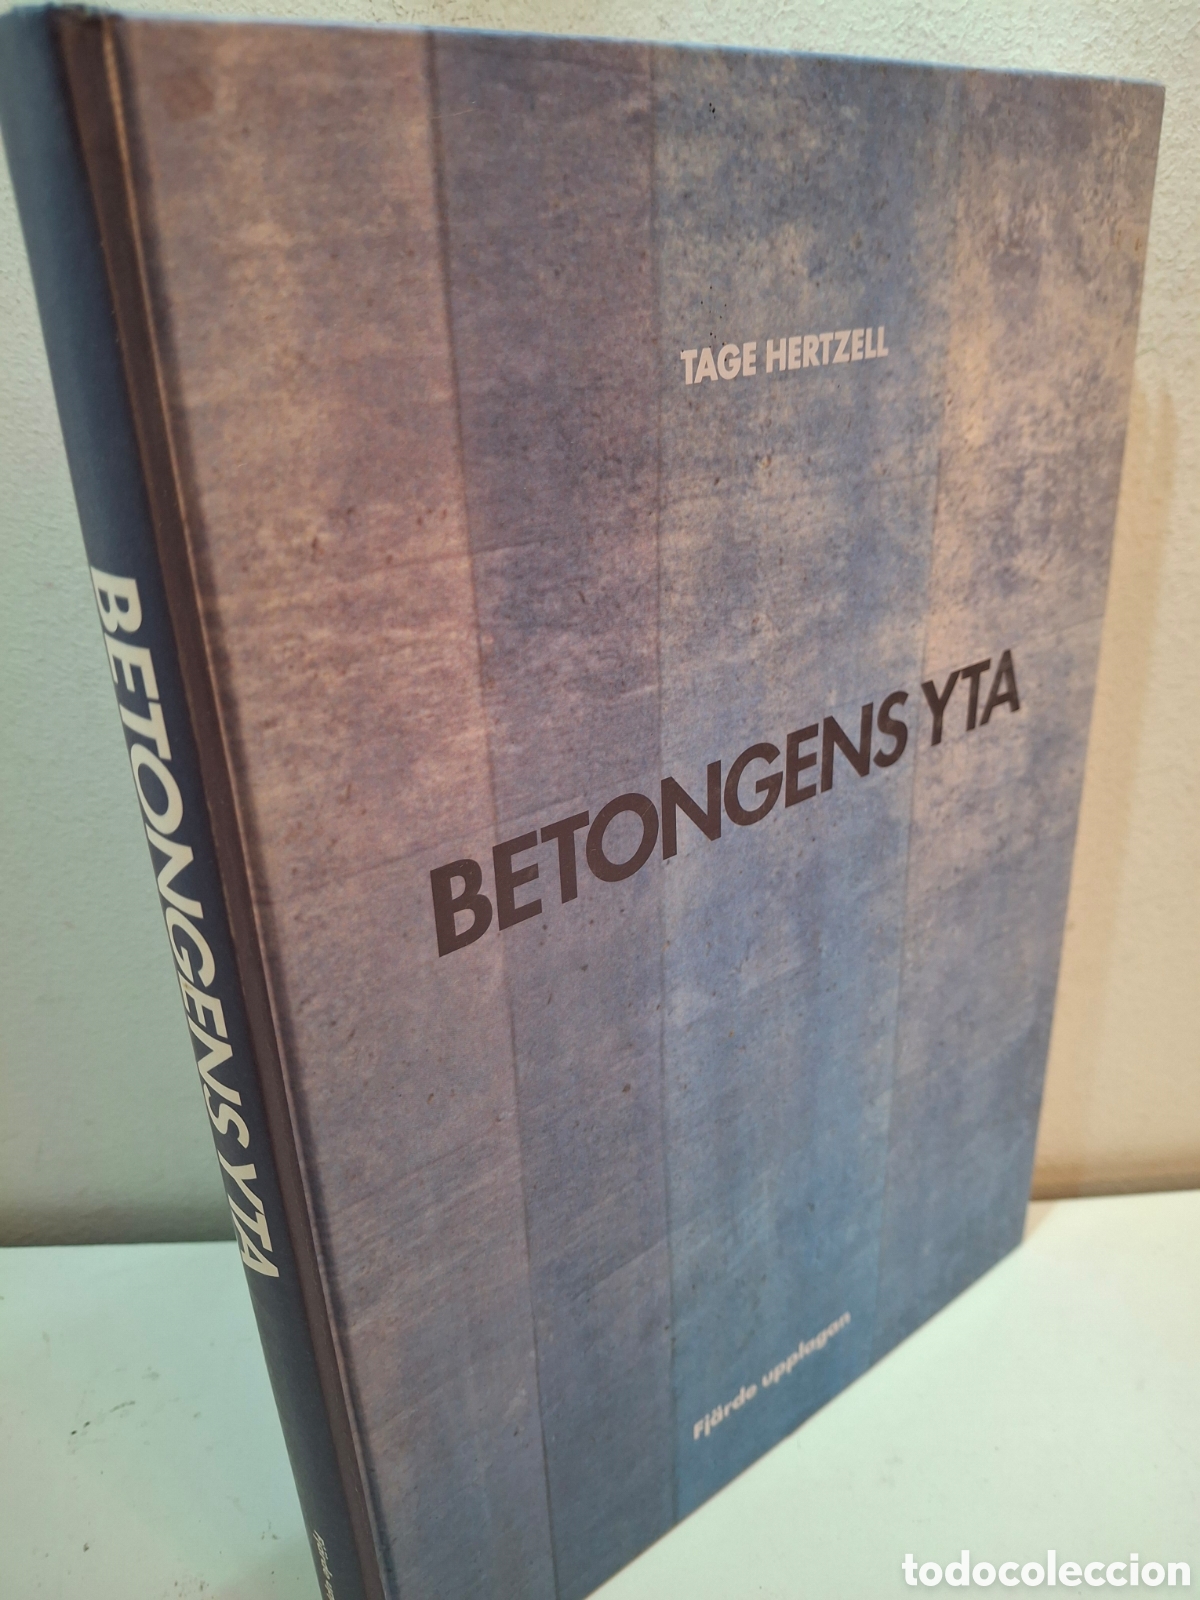 TAGE HERTZELL
BETONGENS YTA
Fjärde upplagan
BETONGENS YTA
todocoleccion